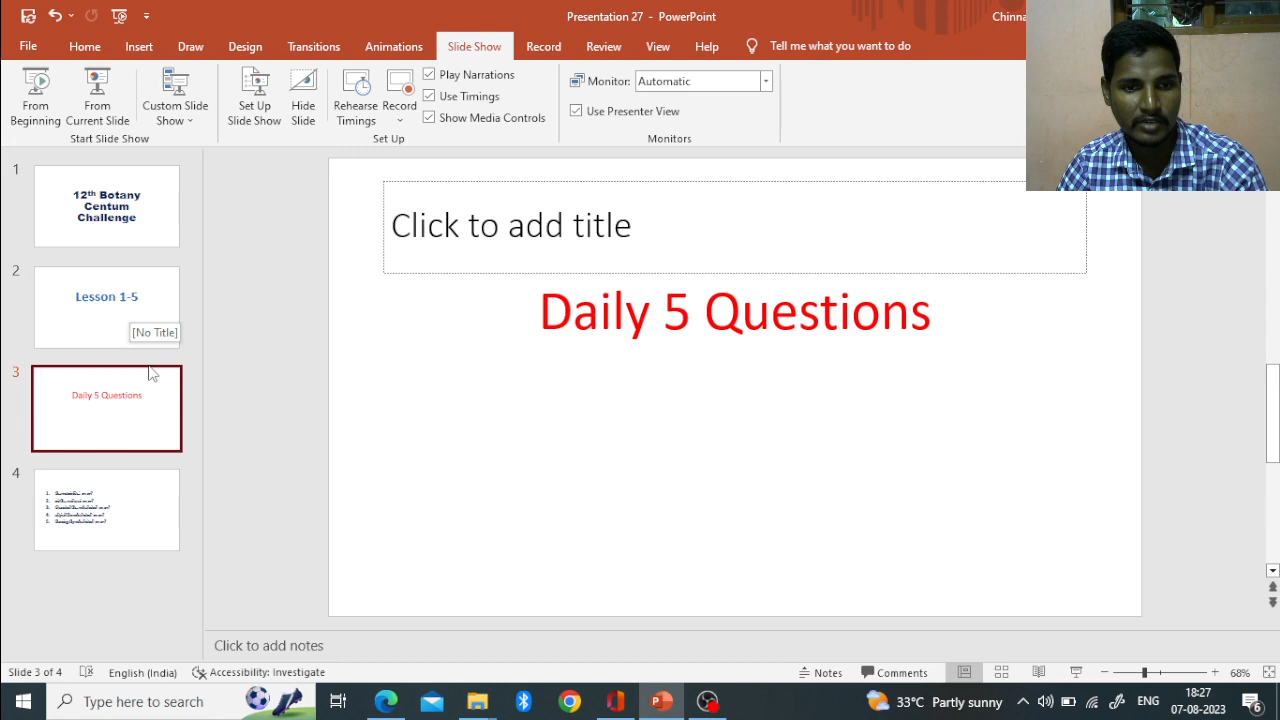 Presentation 27 - PowerPoint
Chinna
File Home Insert Draw Design Transitions Animations Slide Show Record Review View Help Tell me what you want to do
From Beginning
From Current Slide
Custom Slide Show
Start Slide Show
Set Up Slide Show
Hide Slide
Rehearse Timings
Record
Play Narrations
Use Timings
Show Media Controls
Set Up
Monitor: Automatic
Use Presenter View
Monitors
1
12th Botany
Centum
Challenge
2
Lesson 1-5
[No Title]
3
Daily 5 Questions
4
Click to add title
Daily 5 Questions
Click to add notes
Slide 3 of 4 English (India) Accessibility: Investigate Notes Comments 68%
Type here to search
33°C Partly sunny
ENG
18:27
07-08-2023
6